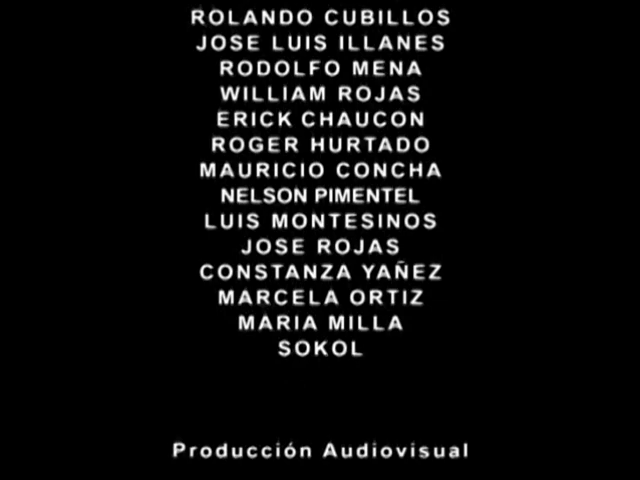 ROLANDO CUBILLOS
JOSE LUIS ILLANES
RODOLFO MENA
WILLIAM ROJAS
ERICK CHAUCON
ROGER HURTADO
MAURICIO CONCHA
NELSON PIMENTEL
LUIS MONTESINOS
JOSE ROJAS
CONSTANZA YAÑEZ
MARCELA ORTIZ
MARIA MILLA
SOKOL
Producción Audiovisual